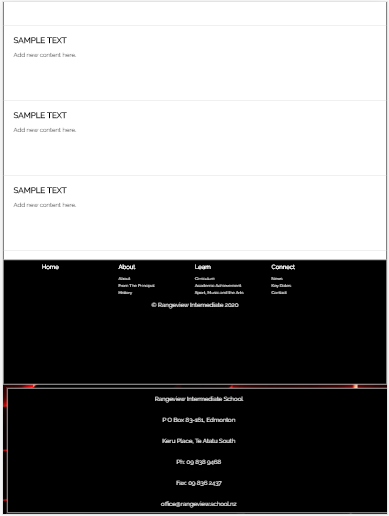 SAMPLE TEXT
Add new content here.
SAMPLE TEXT
Add new content here.
SAMPLE TEXT
Add new content here.
Home About Learn Connect
About Curriculum News
From The Principal Academic Achievement Key Dates
History Sport, Music and the Arts Contact
© Rangeview Intermediate 2020
Rangeview Intermediate School
P O Box 83-161, Edmonton
Keru Place, Te Atatu South
Ph: 09 838 9468
Fax: 09 836 2437
office@rangeview.school.nz